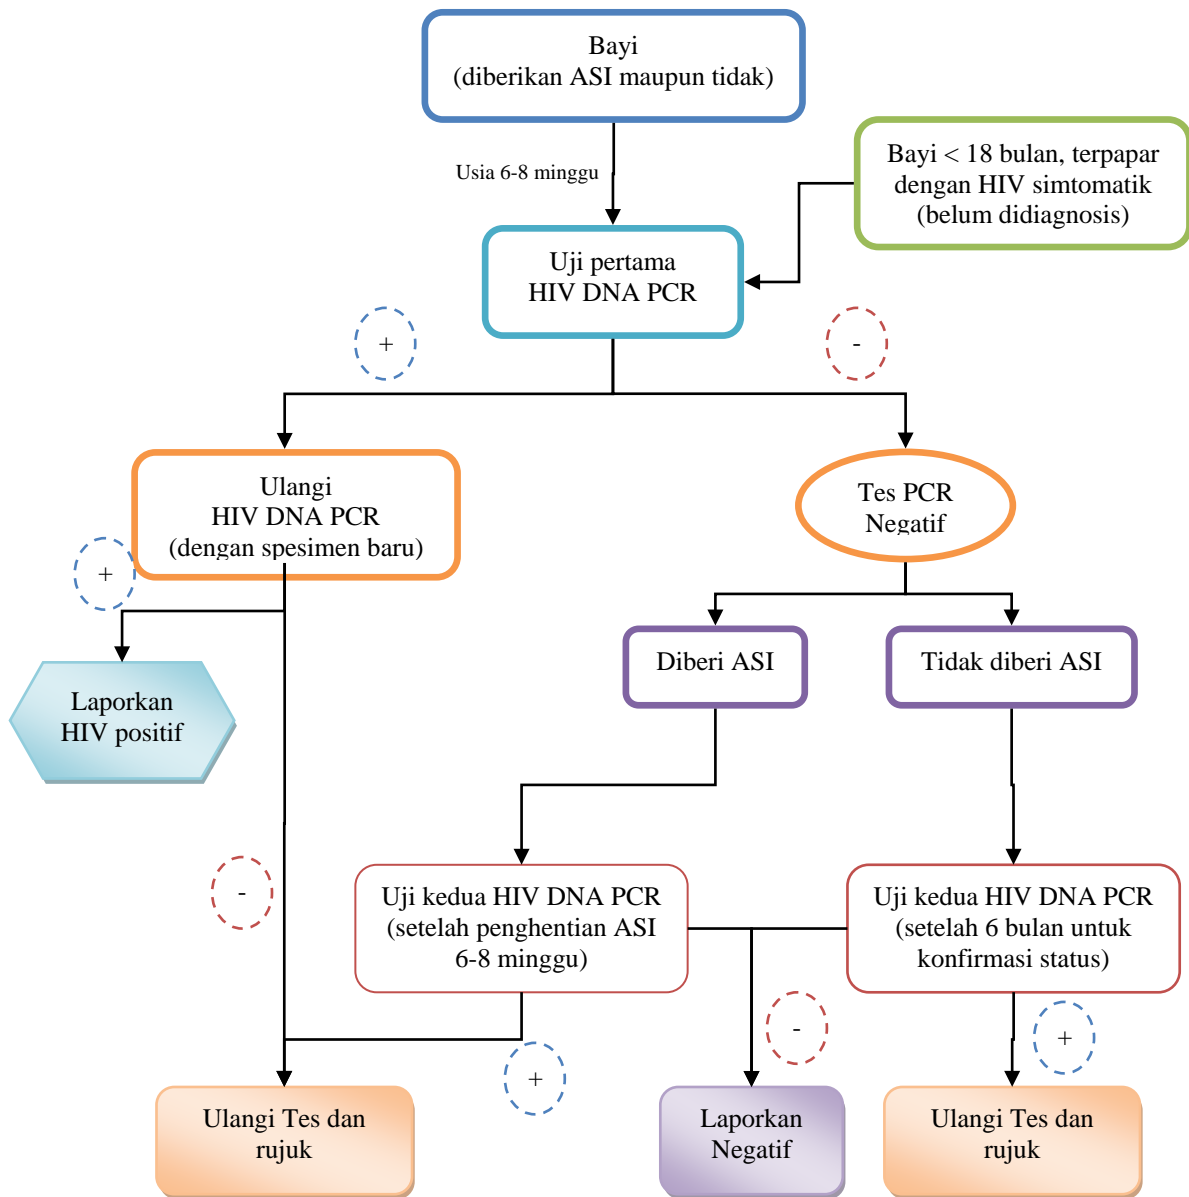 Bayi
(diberikan ASI maupun tidak)
Usia 6-8 minggu
Bayi < 18 bulan, terpapar
dengan HIV simtomatik
(belum didiagnosis)
Uji pertama
HIV DNA PCR
+
-
Ulangi
HIV DNA PCR
(dengan spesimen baru)
Tes PCR
Negatif
+
Diberi ASI
Tidak diberi ASI
Laporkan
HIV positif
-
Uji kedua HIV DNA PCR
(setelah penghentian ASI
6-8 minggu)
Uji kedua HIV DNA PCR
(setelah 6 bulan untuk
konfirmasi status)
+
-
+
Ulangi Tes dan
rujuk
Laporkan
Negatif
Ulangi Tes dan
rujuk